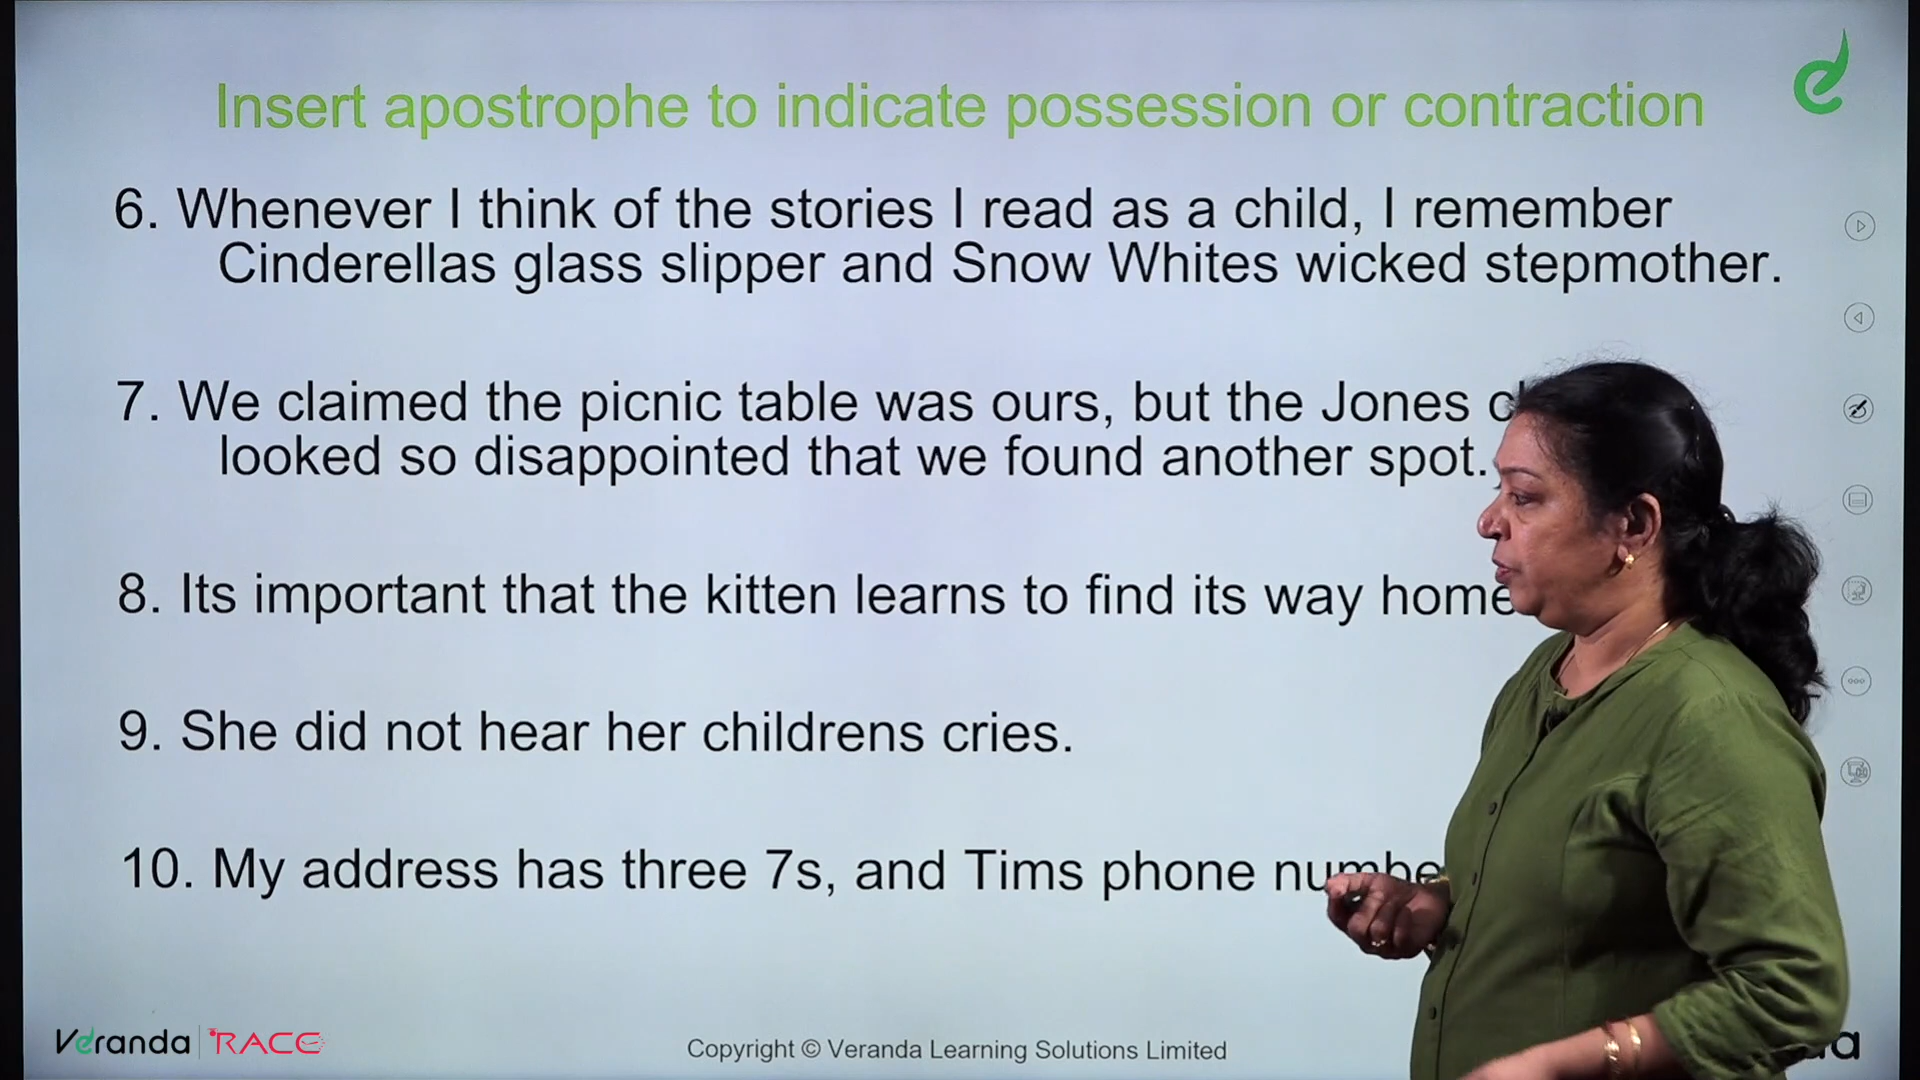 Insert apostrophe to indicate possession or contraction
6. Whenever I think of the stories I read as a child, I remember
Cinderellas glass slipper and Snow Whites wicked stepmother.
7. We claimed the picnic table was ours, but the Jones
looked so disappointed that we found another spot.
8. Its important that the kitten learns to find its way home
9. She did not hear her childrens cries.
10. My address has three 7s, and Tims phone
Veranda RACE
Copyright © Veranda Learning Solutions Limited